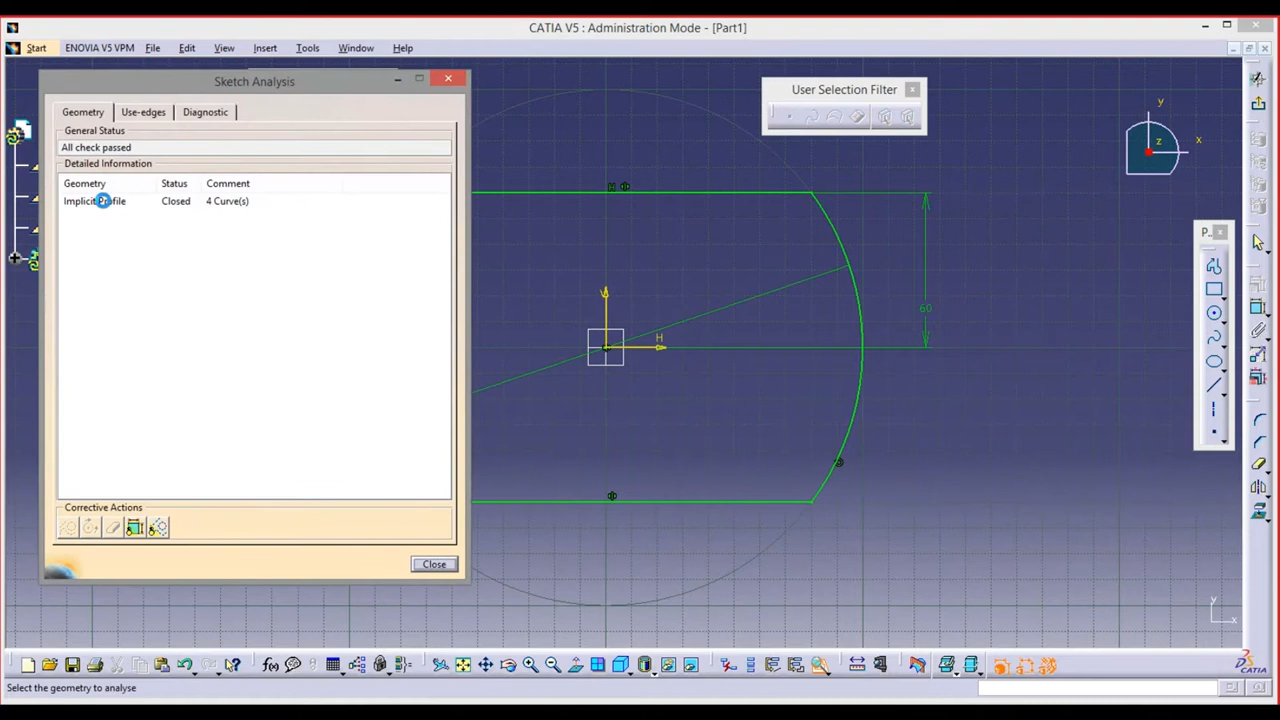 CATIA V5 : Administration Mode - [Part1]
Start ENOVIA V5 VPM File Edit View Insert Tools Window Help
Sketch Analysis
Geometry Use-edges Diagnostic
General Status
All check passed
Detailed Information
Geometry Status Comment
Implicit Profile Closed 4 Curve(s)
Corrective Actions
Close
User Selection Filter
y
z x
P..
H
V
H
60
y
x
f(x)
CATIA
Select the geometry to analyse